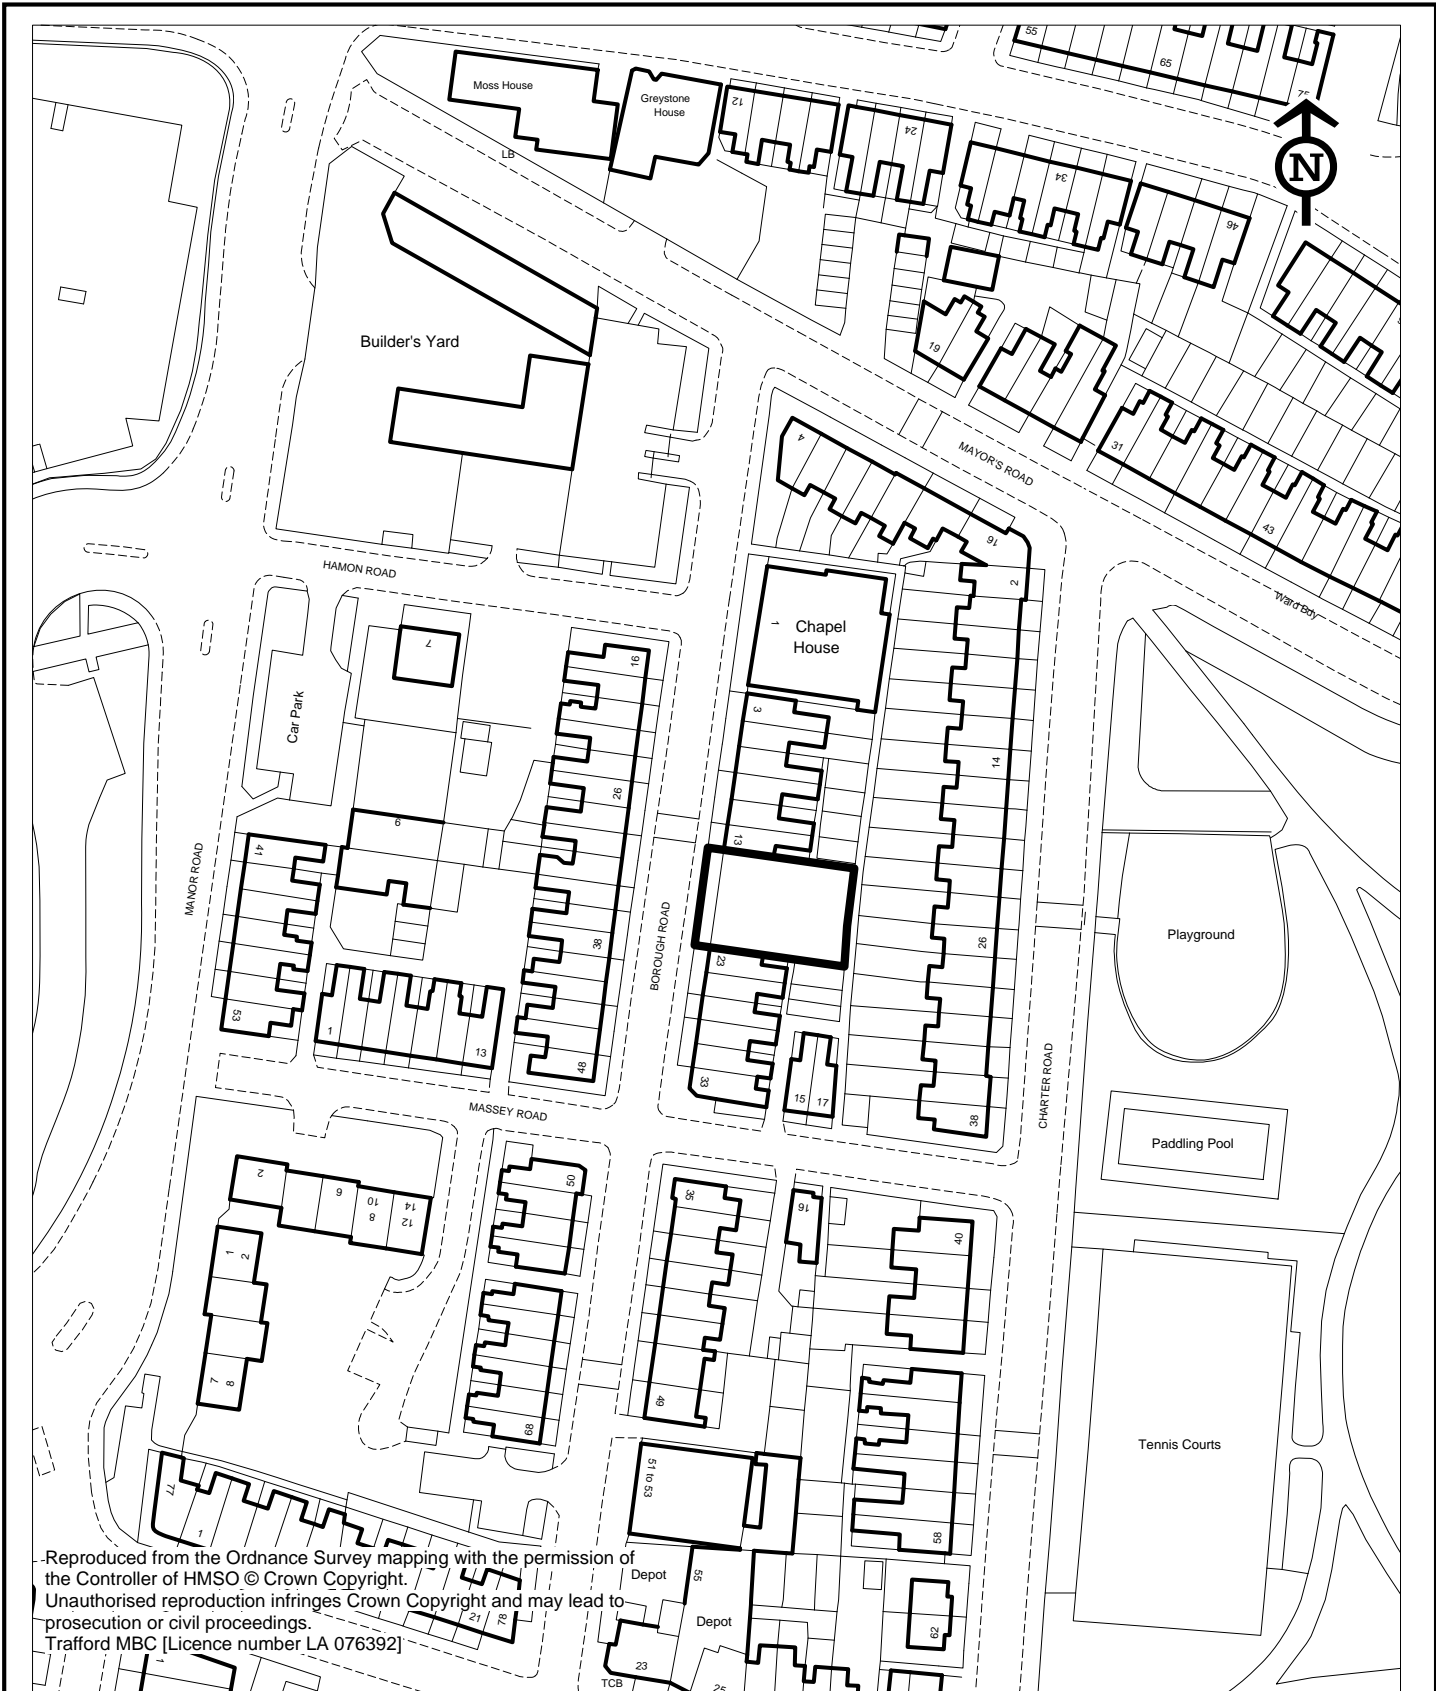 55
65
75
Moss House
Greystone
House
12
24
34
46
N
LB
Builder's Yard
19
31
43
MAYOR'S ROAD
4
16
2
Ward Bdy
HAMON ROAD
7
Car Park
16
26
38
48
1
Chapel
House
3
13
14
26
38
MANOR ROAD
41
53
9
1
13
BOROUGH ROAD
23
33
15
17
CHARTER ROAD
Playground
Paddling Pool
Tennis Courts
MASSEY ROAD
2
6
10
8
14
12
1
2
7
8
50
68
35
49
16
40
58
51 to 53
55
Depot
Depot
62
77
1
21
78
23
25
TCB
1
Reproduced from the Ordnance Survey mapping with the permission of
the Controller of HMSO © Crown Copyright.
Unauthorised reproduction infringes Crown Copyright and may lead to
prosecution or civil proceedings.
Trafford MBC [Licence number LA 076392]